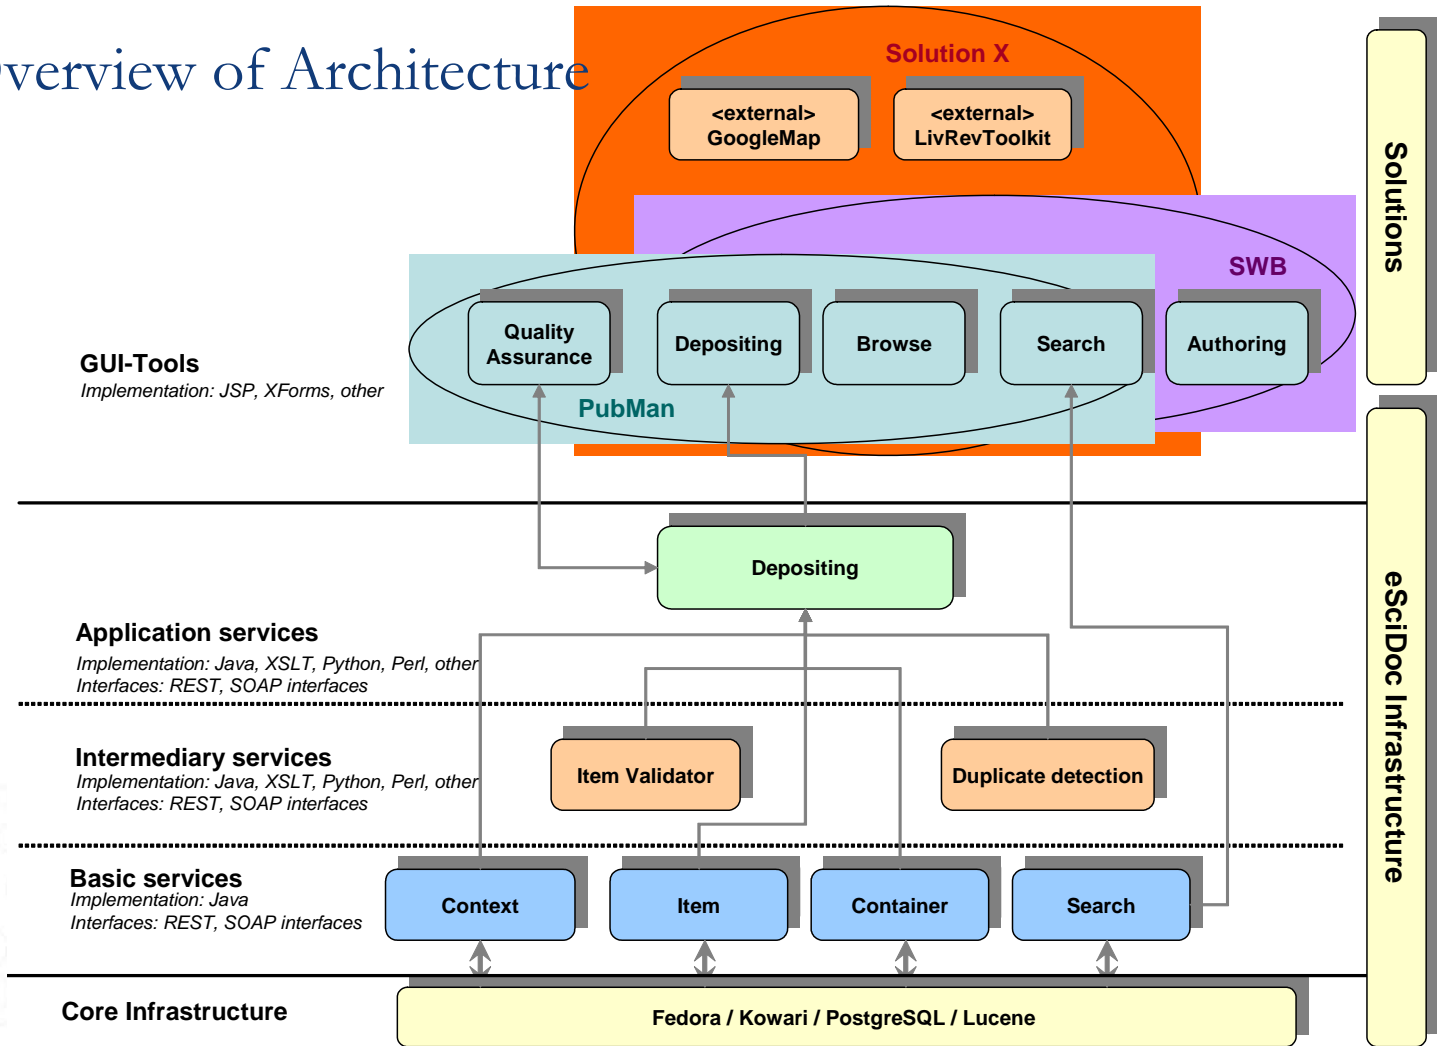 verview of Architecture
Solution X
<external>
GoogleMap
<external>
LivRevToolkit
Solutions
SWB
Quality
Assurance
Depositing
Browse
Search
Authoring
GUI-Tools
Implementation: JSP, XForms, other
PubMan
Depositing
eSciDoc Infrastructure
Application services
Implementation: Java, XSLT, Python, Perl, other
Interfaces: REST, SOAP interfaces
Intermediary services
Implementation: Java, XSLT, Python, Perl, other
Interfaces: REST, SOAP interfaces
Item Validator
Duplicate detection
Basic services
Implementation: Java
Interfaces: REST, SOAP interfaces
Context
Item
Container
Search
Core Infrastructure
Fedora / Kowari / PostgreSQL / Lucene